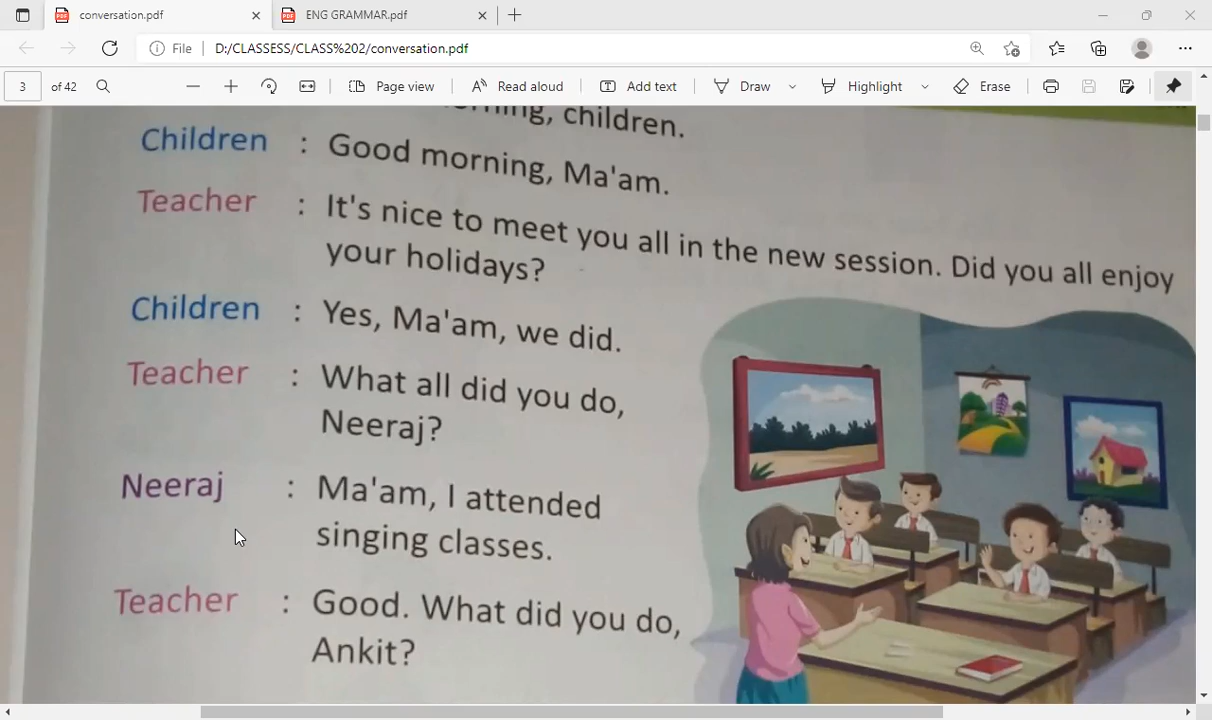 conversation.pdf
ENG GRAMMAR.pdf
File D:/CLASSESS/CLASS%202/conversation.pdf
3 of 42 Page view Read aloud Add text Draw Highlight Erase
children.
Children : Good morning, Ma'am.
Teacher : It's nice to meet you all in the new session. Did you all enjoy
your holidays?
Children : Yes, Ma'am, we did.
Teacher : What all did you do,
Neeraj?
Neeraj : Ma'am, I attended
singing classes.
Teacher : Good. What did you do,
Ankit?